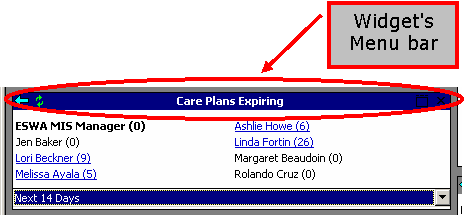 Widget's
Menu bar
Care Plans Expiring
ESWA MIS Manager (0)
Jen Baker (0)
Lori Beckner (9)
Melissa Ayala (5)
Ashlie Howe (6)
Linda Fortin (26)
Margaret Beaudoin (0)
Rolando Cruz (0)
Next 14 Days